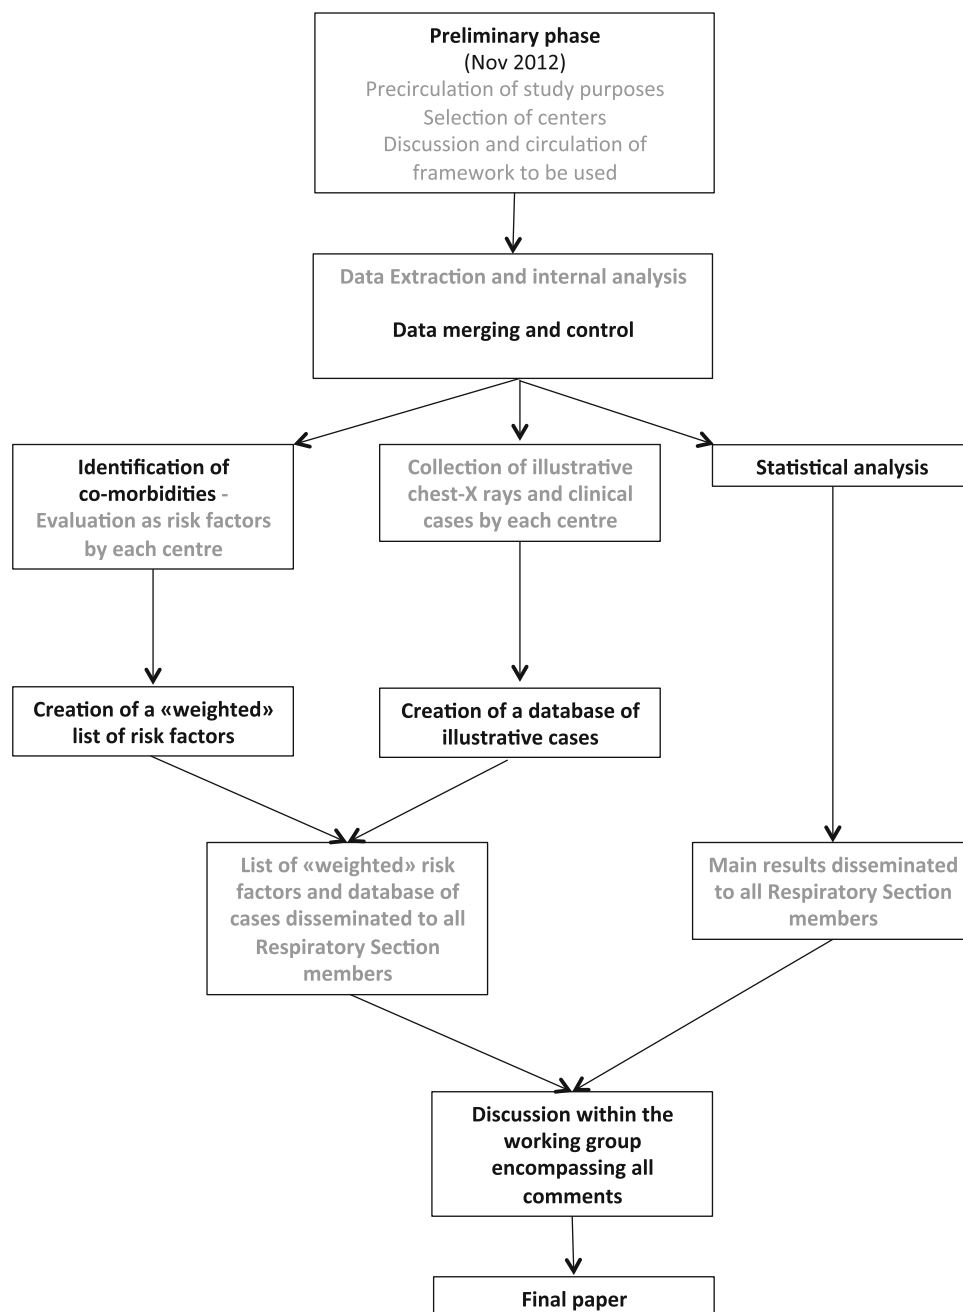 Preliminary phase
(Nov 2012)
Precirculation of study purposes
Selection of centers
Discussion and circulation of
framework to be used
Data Extraction and internal analysis
Data merging and control
Identification of
co-morbidities -
Evaluation as risk factors
by each centre
Collection of illustrative
chest-X rays and clinical
cases by each centre
Statistical analysis
Creation of a «weighted»
list of risk factors
Creation of a database of
illustrative cases
List of «weighted» risk
factors and database of
cases disseminated to all
Respiratory Section
members
Main results disseminated
to all Respiratory Section
members
Discussion within the
working group
encompassing all
comments
Final paper